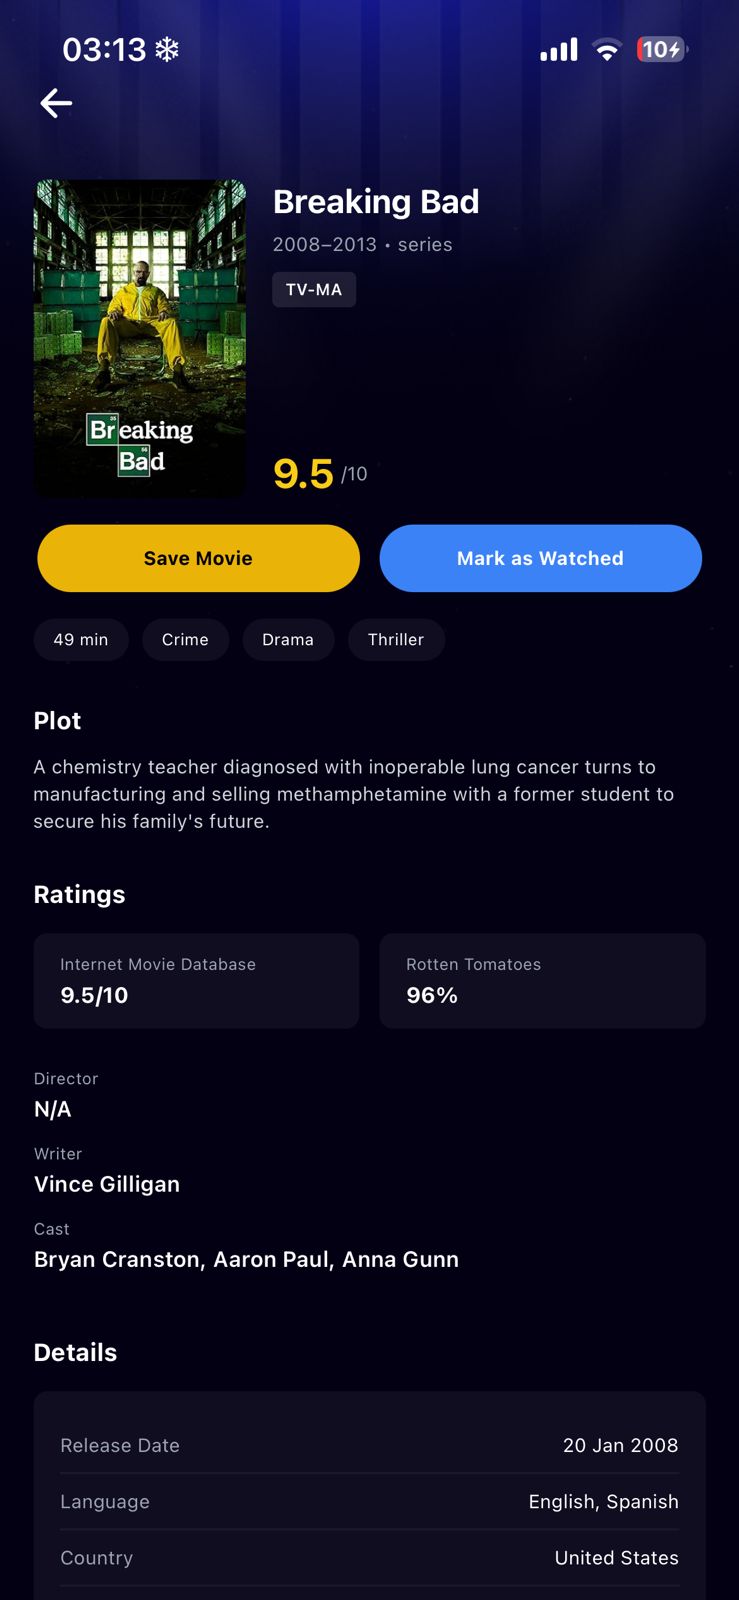 03:13
10
Breaking Bad
2008–2013 • series
TV-MA
35
Breaking
56
Bad
9.5 /10
Save Movie
Mark as Watched
49 min
Crime
Drama
Thriller
Plot
A chemistry teacher diagnosed with inoperable lung cancer turns to
manufacturing and selling methamphetamine with a former student to
secure his family's future.
Ratings
Internet Movie Database
9.5/10
Rotten Tomatoes
96%
Director
N/A
Writer
Vince Gilligan
Cast
Bryan Cranston, Aaron Paul, Anna Gunn
Details
Release Date
20 Jan 2008
Language
English, Spanish
Country
United States